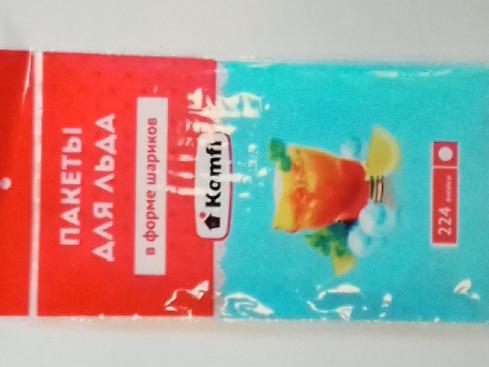 ПАКЕТЫ
ДЛЯ ЛЬДА
в форме шариков
Komfi
224